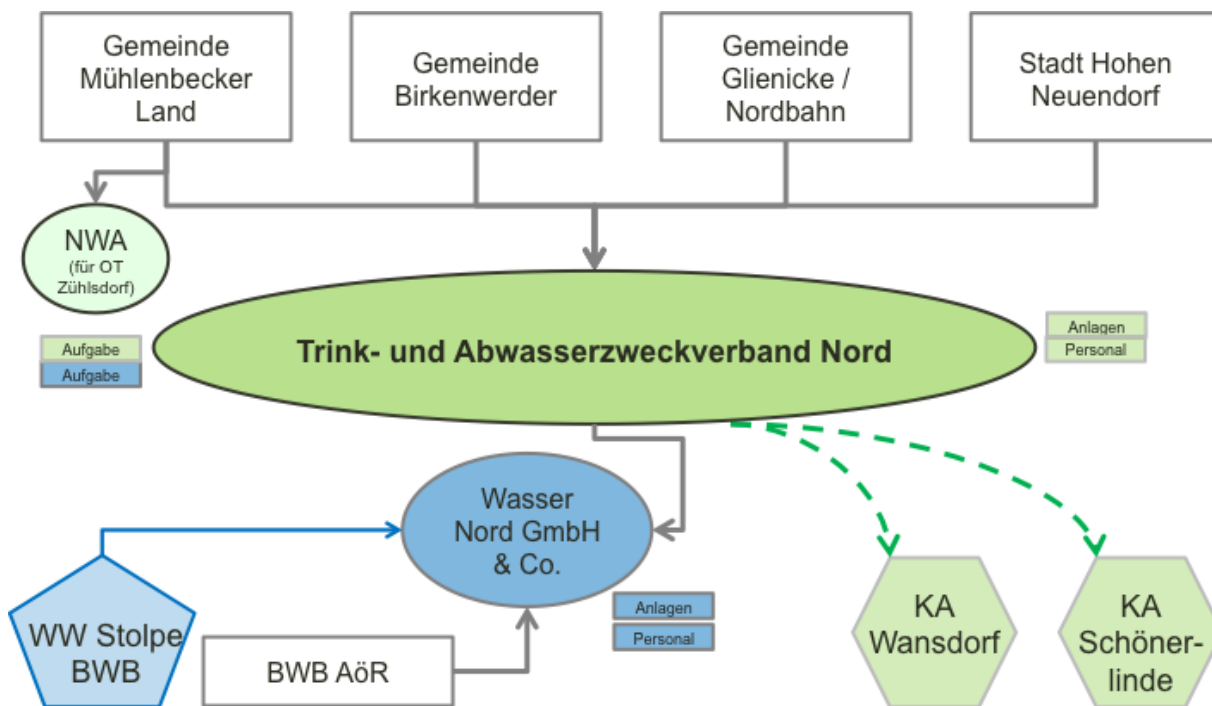 Gemeinde
Mühlenbecker
Land
Gemeinde
Birkenwerder
Gemeinde
Glienicke /
Nordbahn
Stadt Hohen
Neuendorf
NWA
(für OT
Zühlsdorf)
Trink- und Abwasserzweckverband Nord
Aufgabe
Aufgabe
Anlagen
Personal
Wasser
Nord GmbH
& Co.
Anlagen
Personal
WW Stolpe
BWB
BWB AöR
KA
Wansdorf
KA
Schöner-
linde